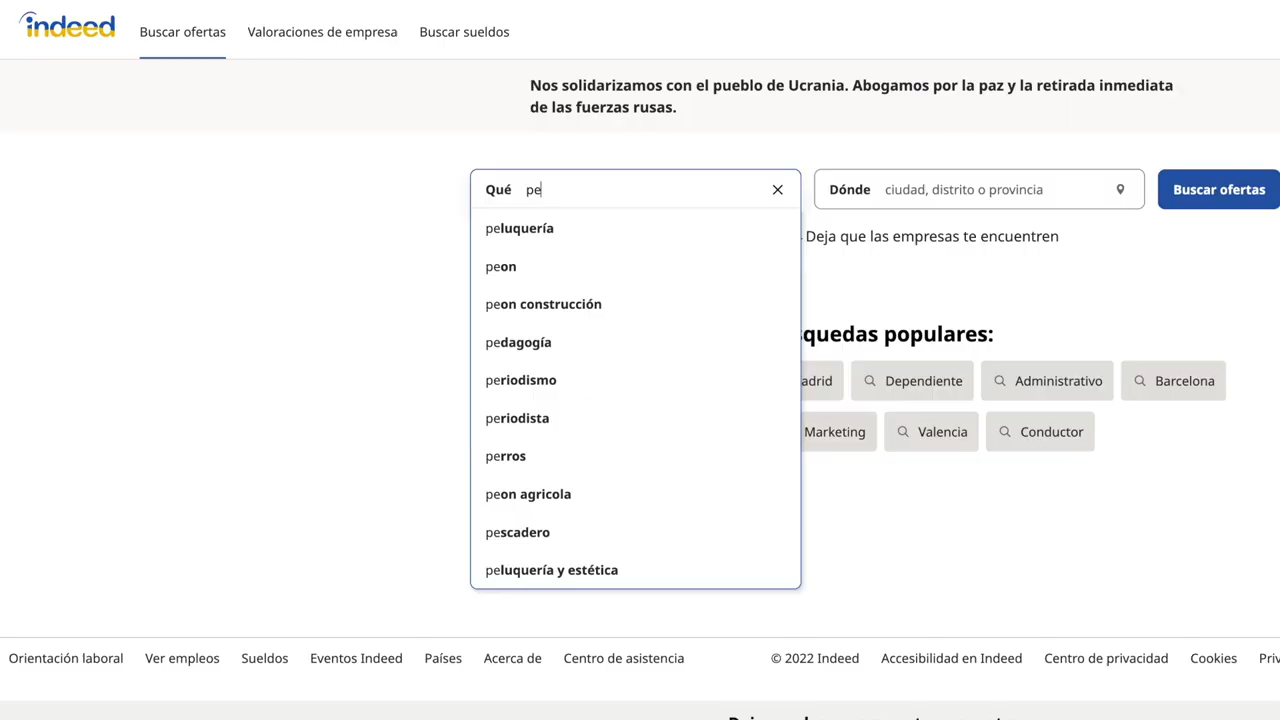 indeed
Buscar ofertas Valoraciones de empresa Buscar sueldos
Nos solidarizamos con el pueblo de Ucrania. Abogamos por la paz y la retirada inmediata
de las fuerzas rusas.
Qué pe
Dónde ciudad, distrito o provincia
Buscar ofertas
peluquería
peon
peon construcción
pedagogía
periodismo
periodista
perros
peon agricola
pescadero
peluquería y estética
Deja que las empresas te encuentren
squedas populares:
adrid Dependiente Administrativo Barcelona
Marketing Valencia Conductor
Orientación laboral Ver empleos Sueldos Eventos Indeed Países Acerca de Centro de asistencia © 2022 Indeed Accesibilidad en Indeed Centro de privacidad Cookies Priv